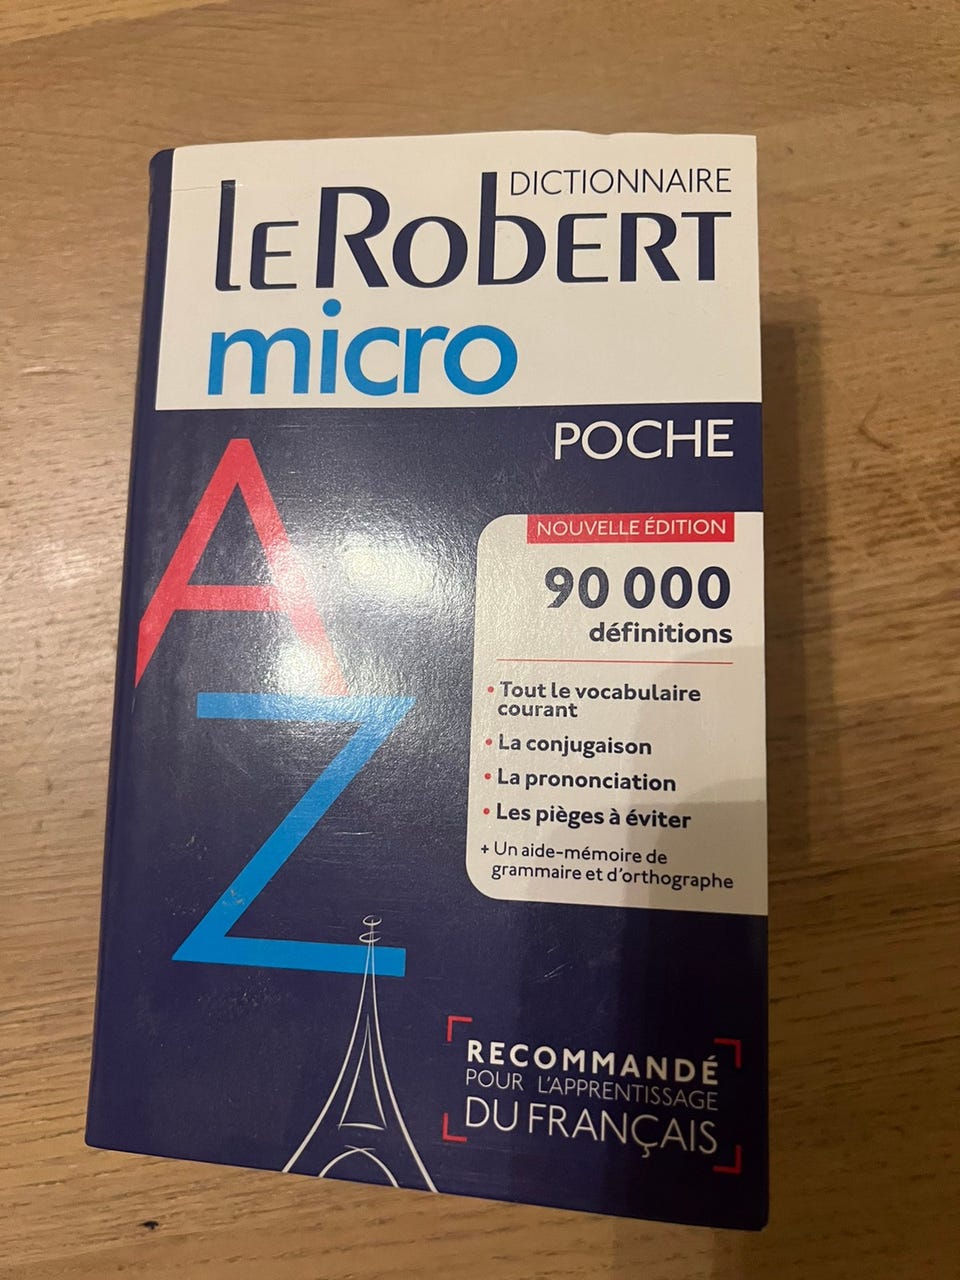 DICTIONNAIRE
LE RobERT
micro
POCHE
A
Z
NOUVELLE ÉDITION
90 000
définitions
• Tout le vocabulaire
courant
• La conjugaison
• La prononciation
• Les pièges à éviter
+ Un aide-mémoire de
grammaire et d'orthographe
RECOMMANDÉ
POUR L'APPRENTISSAGE
DU FRANÇAIS